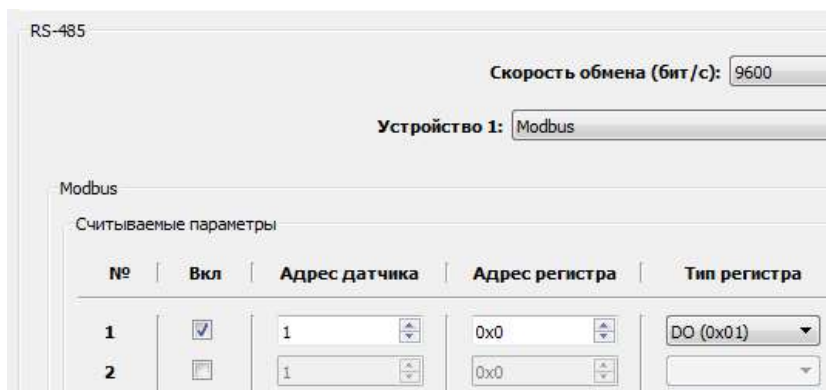 RS-485
Скорость обмена (бит/с): 9600
Устройство 1: Modbus
Modbus
Считываемые параметры
№ Вкл Адрес датчика Адрес регистра Тип регистра
1 1 0x0 DO (0x01)
2 1 0x0